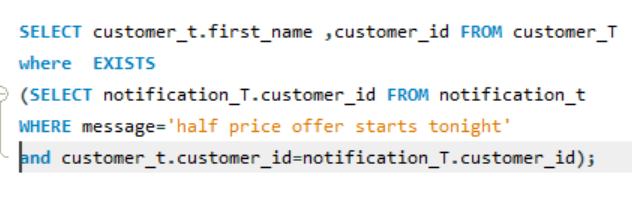 SELECT customer_t.first_name ,customer_id FROM customer_T
where  EXISTS
(SELECT notification_T.customer_id FROM notification_t
WHERE message='half price offer starts tonight'
and customer_t.customer_id=notification_T.customer_id);